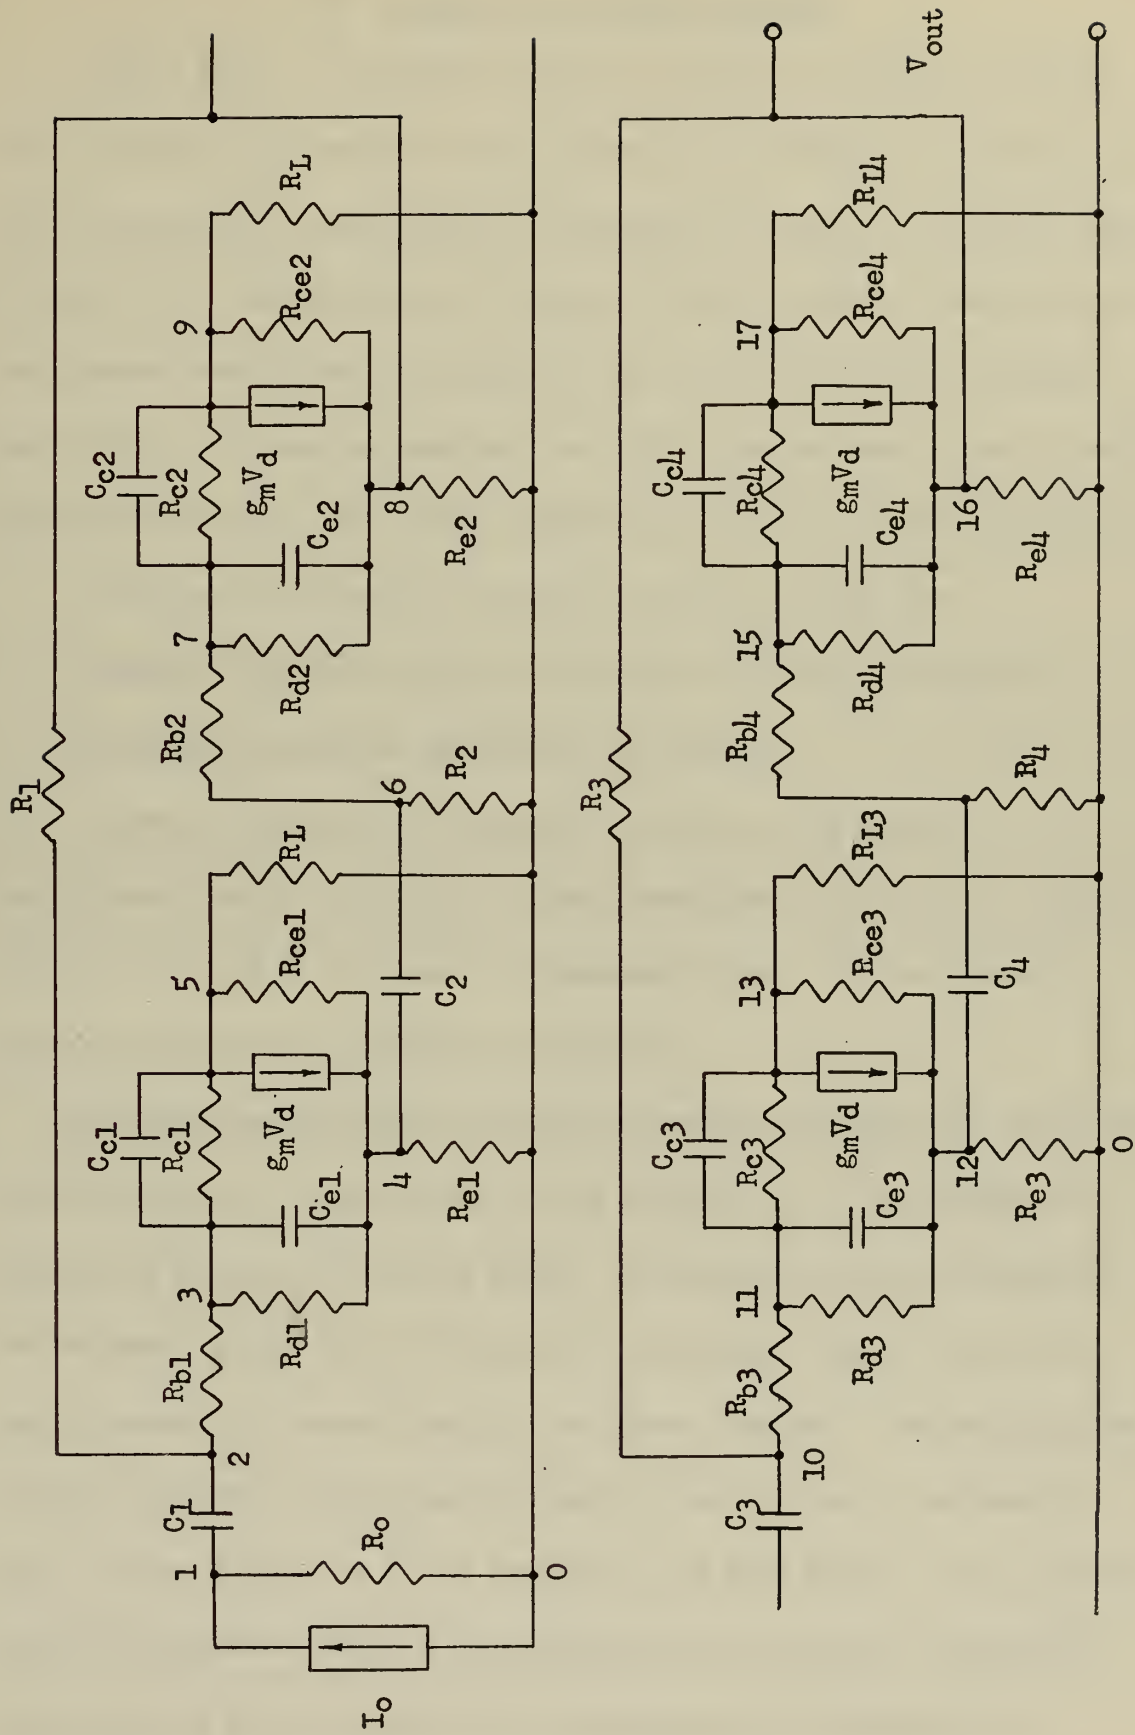 R1
Cc1
Cc2
1
C1
2
Rb1
3
Rc1
5
Rb2
7
Rc2
9
Io
Ro
Rd1
Ce1
gmVd
Rce1
RL
Rd2
Ce2
gmVd
Rce2
RL
4
C2
6
8
Re1
R2
Re2
0
R3
Cc3
Cc4
C3
10
Rb3
11
Rc3
13
Rb4
15
Rc4
17
Rd3
Ce3
gmVd
Rce3
RL3
Rd4
Ce4
gmVd
Rce4
RL4
12
C4
16
Re3
R4
Re4
Vout
0